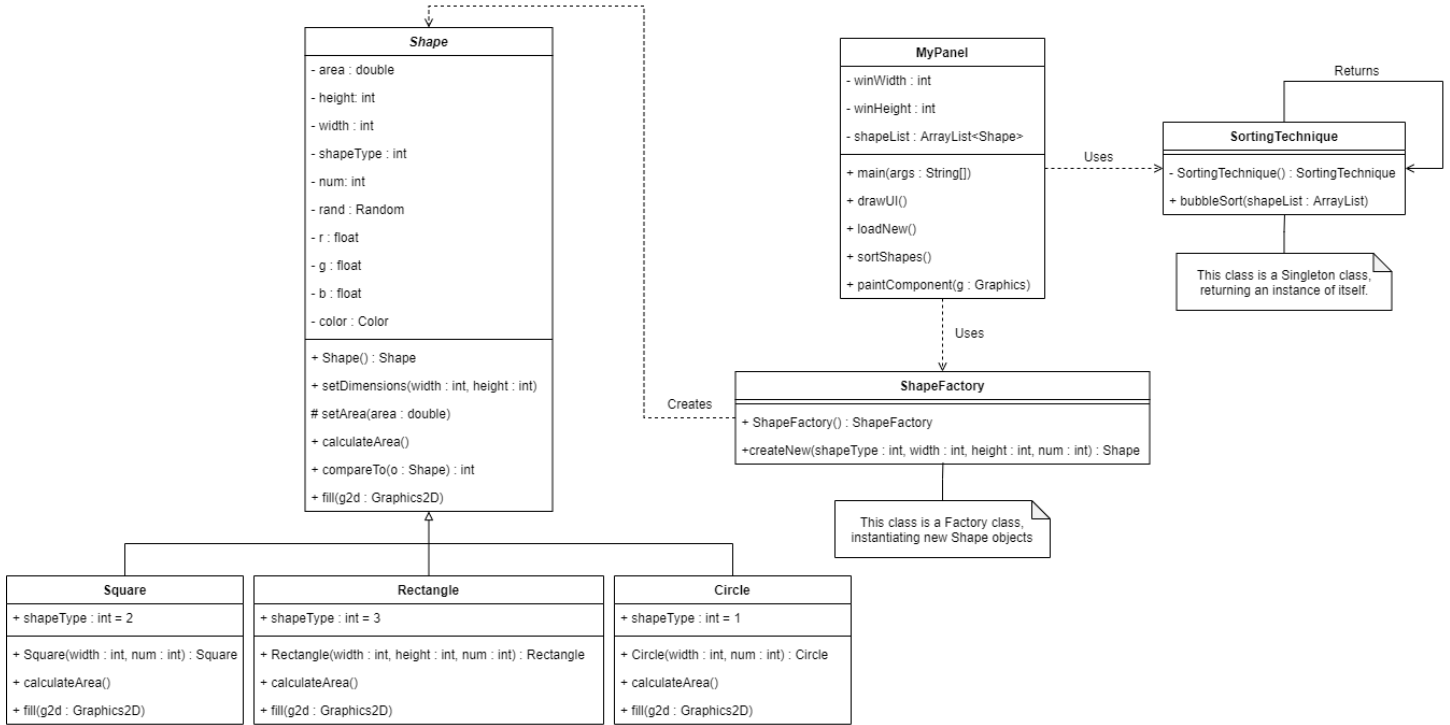 Shape
- area : double
- height: int
- width : int
- shapeType : int
- num: int
- rand : Random
- r : float
- g : float
- b : float
- color : Color
+ Shape() : Shape
+ setDimensions(width : int, height : int)
# setArea(area : double)
+ calculateArea()
+ compareTo(o : Shape) : int
+ fill(g2d : Graphics2D)
MyPanel
- winWidth : int
- winHeight : int
- shapeList : ArrayList<Shape>
+ main(args : String[])
+ drawUI()
+ loadNew()
+ sortShapes()
+ paintComponent(g : Graphics)
Uses
Returns
SortingTechnique
- SortingTechnique() : SortingTechnique
+ bubbleSort(shapeList : ArrayList)
This class is a Singleton class,
returning an instance of itself.
Uses
Creates
ShapeFactory
+ ShapeFactory() : ShapeFactory
+createNew(shapeType : int, width : int, height : int, num : int) : Shape
This class is a Factory class,
instantiating new Shape objects
Square
+ shapeType : int = 2
+ Square(width : int, num : int) : Square
+ calculateArea()
+ fill(g2d : Graphics2D)
Rectangle
+ shapeType : int = 3
+ Rectangle(width : int, height : int, num : int) : Rectangle
+ calculateArea()
+ fill(g2d : Graphics2D)
Circle
+ shapeType : int = 1
+ Circle(width : int, num : int) : Circle
+ calculateArea()
+ fill(g2d : Graphics2D)